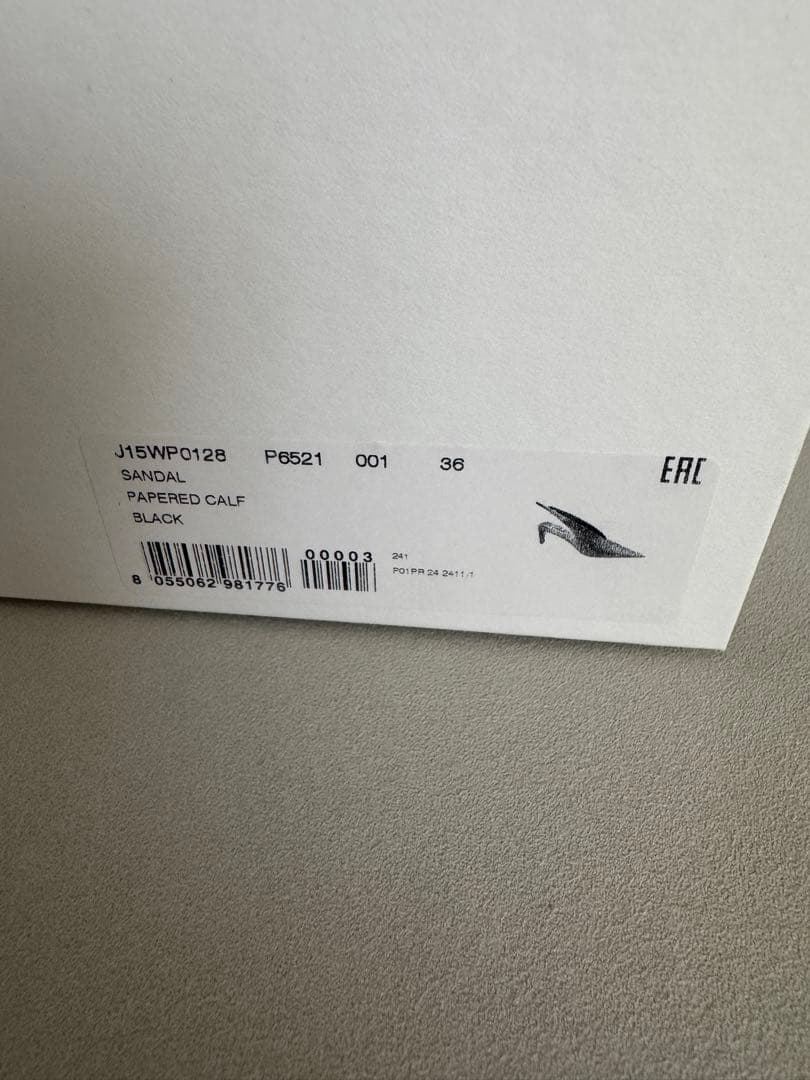 J15WP0128 P6521 001 36
EAC
SANDAL
PAPERED CALF
BLACK
00003 241
P01PR 24 2411/1
8 055062 981776